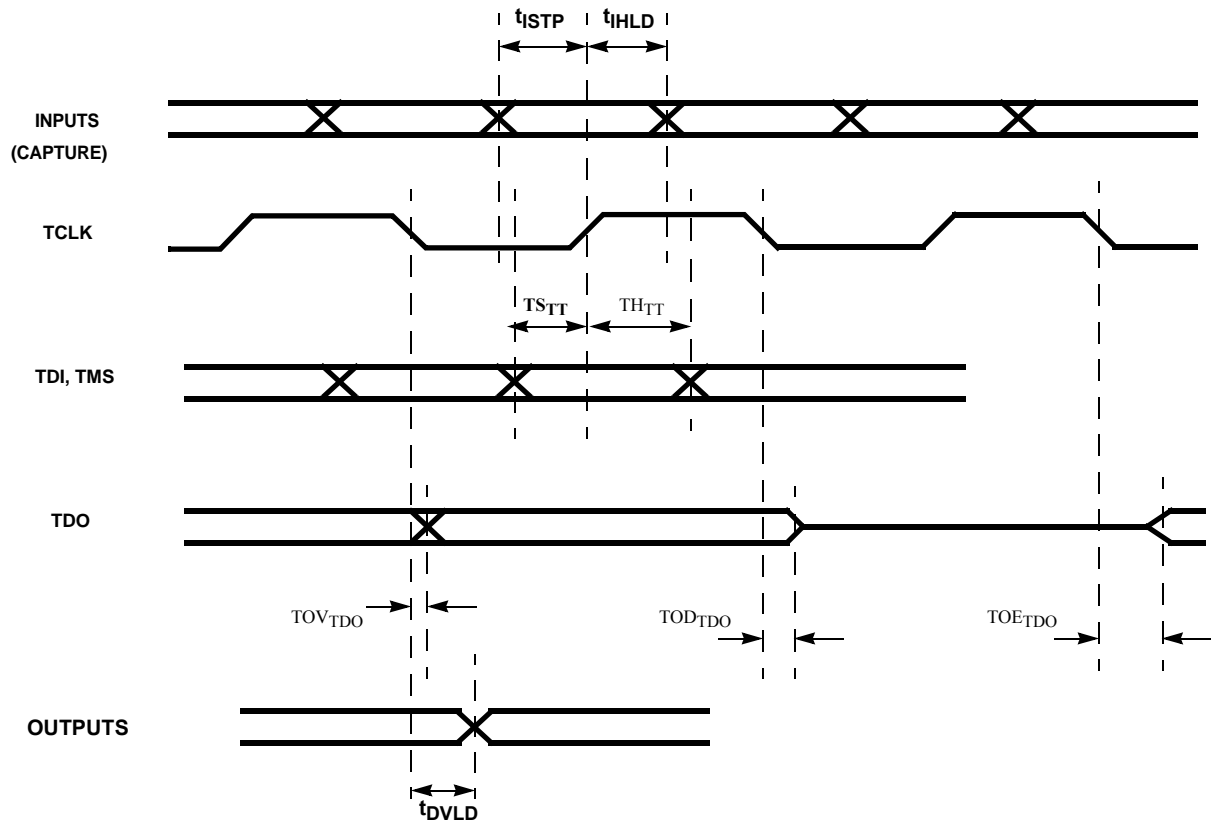 tISTP tIHLD
INPUTS
(CAPTURE)
TCLK
TSTT THTT
TDI, TMS
TDO
TOVTDO TODTDO TOETDO
OUTPUTS
tDVLD